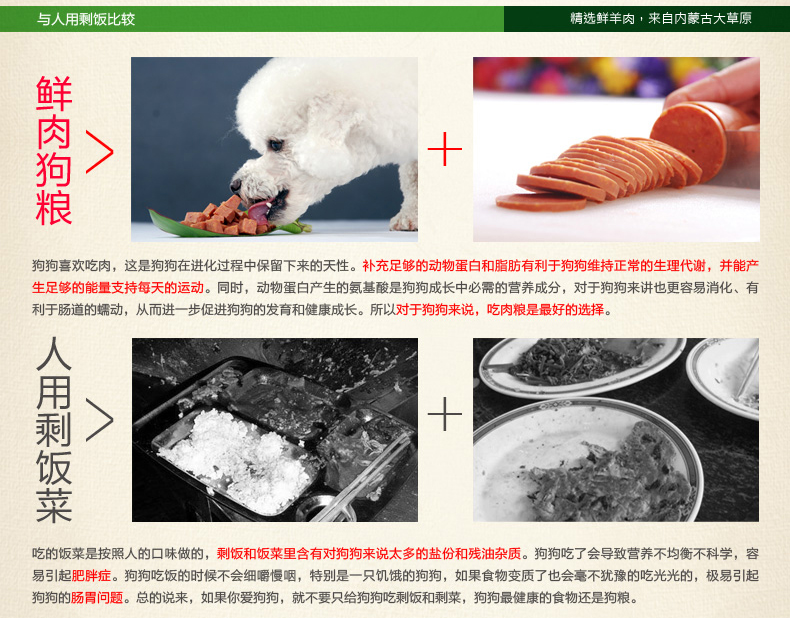 与人用剩饭比较
精选鲜羊肉，来自内蒙古大草原
鲜肉狗粮
狗狗喜欢吃肉，这是狗狗在进化过程中保留下来的天性。补充足够的动物蛋白和脂肪有利于狗狗维持正常的生理代谢，并能产
生足够的能量支持每天的运动。同时，动物蛋白产生的氨基酸是狗狗成长中必需的营养成分，对于狗狗来讲也更容易消化、有
利于肠道的蠕动，从而进一步促进狗狗的发育和健康成长。所以对于狗狗来说，吃肉粮是最好的选择。
人用剩饭菜
吃的饭菜是按照人的口味做的，剩饭和饭菜里含有对狗狗来说太多的盐份和残油杂质。狗狗吃了会导致营养不均衡不科学，容
易引起肥胖症。狗狗吃饭的时候不会细嚼慢咽，特别是一只饥饿的狗狗，如果食物变质了也会毫不犹豫的吃光光的，极易引起
狗狗的肠胃问题。总的说来，如果你爱狗狗，就不要只给狗狗吃剩饭和剩菜，狗狗最健康的食物还是狗粮。